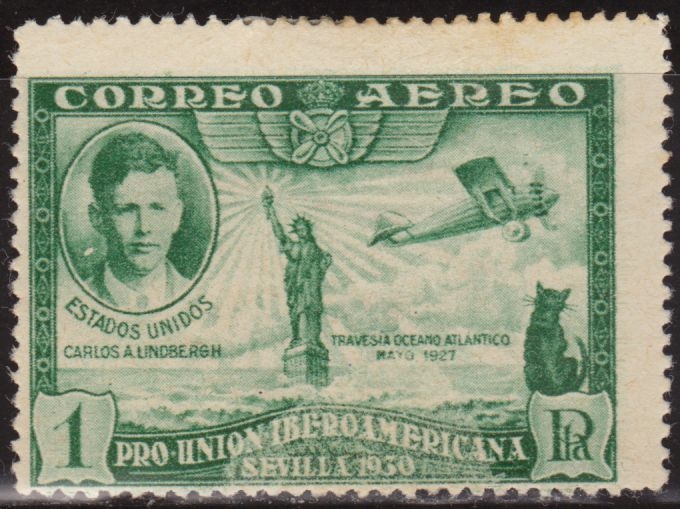 CORREO AEREO
ESTADOS UNIDOS
CARLOS A. LINDBERGH
TRAVESIA OCEANO ATLANTICO
MAYO 1927
1 PRO-UNION IBEROAMERICANA Pta
SEVILLA 1930